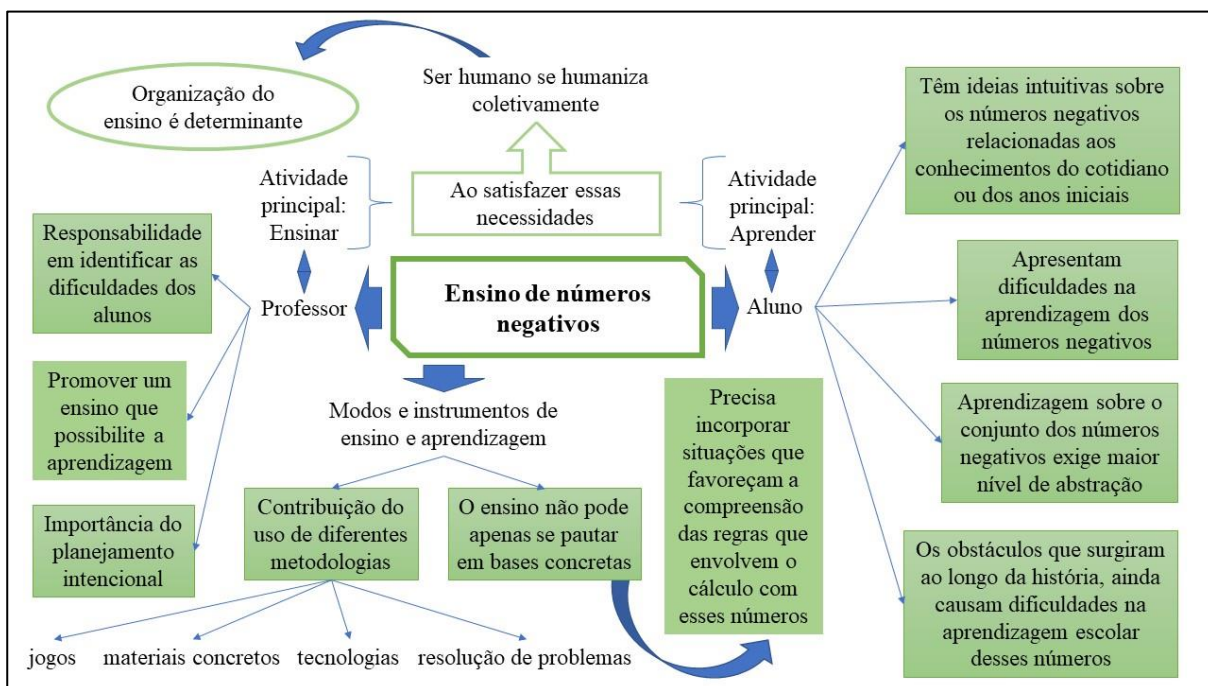 Ser humano se humaniza
coletivamente
Organização do
ensino é determinante
Atividade
principal:
Ensinar
Ao satisfazer essas
necessidades
Atividade
principal:
Aprender
Professor
Ensino de números
negativos
Aluno
Responsabilidade
em identificar as
dificuldades dos
alunos
Promover um
ensino que
possibilite a
aprendizagem
Importância do
planejamento
intencional
Modos e instrumentos de
ensino e aprendizagem
Contribuição do
uso de diferentes
metodologias
O ensino não pode
apenas se pautar
em bases concretas
jogos
materiais concretos
tecnologias
resolução de problemas
Precisa
incorporar
situações que
favoreçam a
compreensão
das regras que
envolvem o
cálculo com
esses números
Têm ideias intuitivas sobre
os números negativos
relacionadas aos
conhecimentos do cotidiano
ou dos anos iniciais
Apresentam
dificuldades na
aprendizagem dos
números negativos
Aprendizagem sobre o
conjunto dos números
negativos exige maior
nível de abstração
Os obstáculos que surgiram
ao longo da história, ainda
causam dificuldades na
aprendizagem escolar
desses números